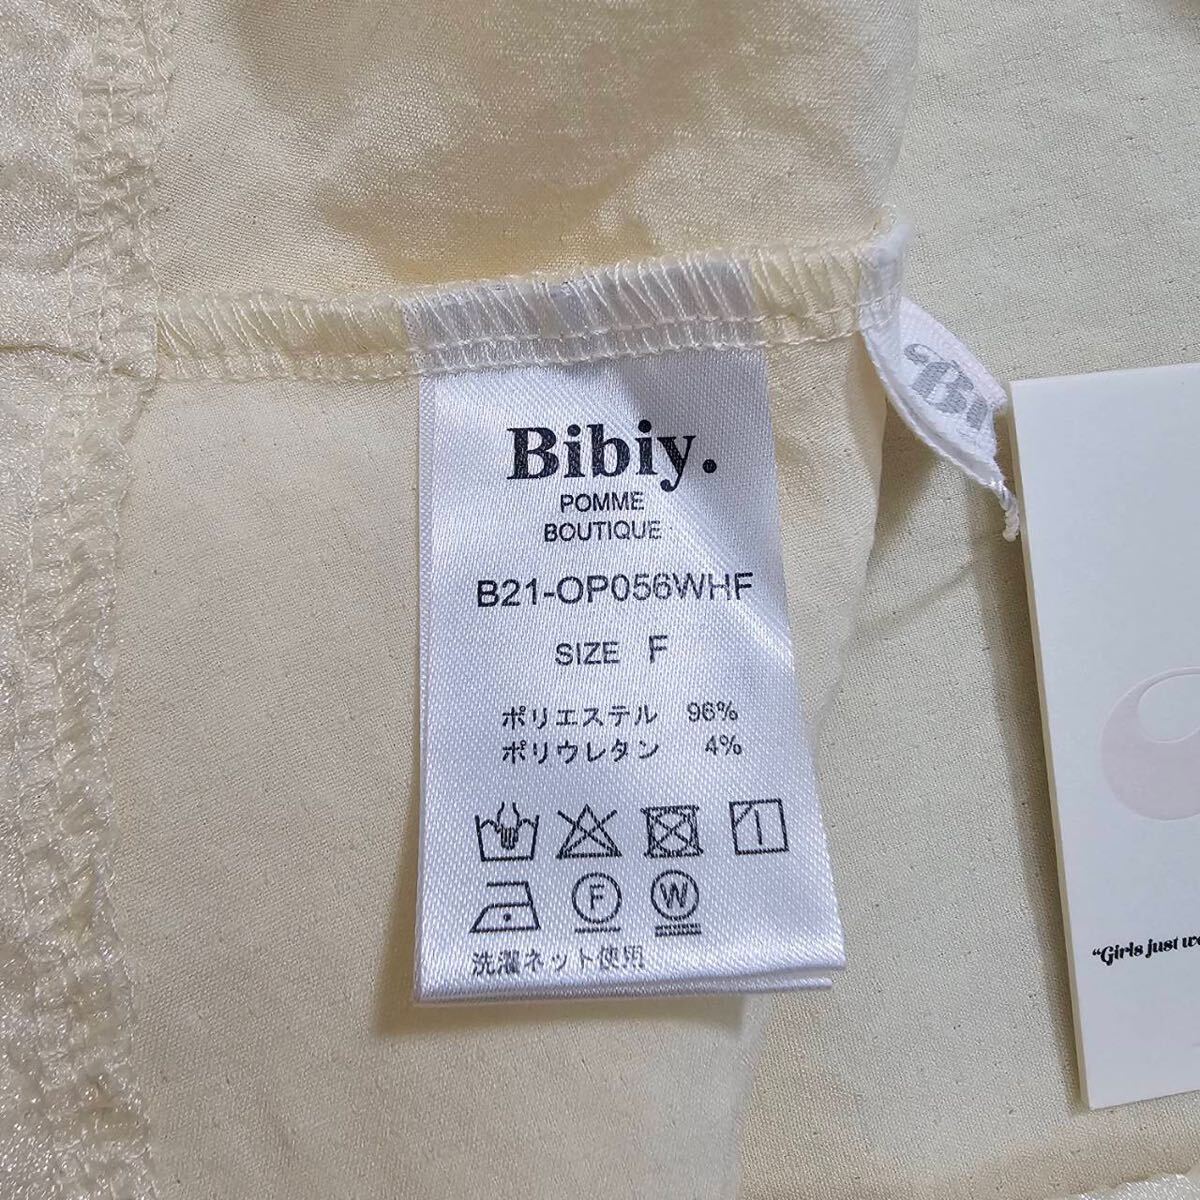 Bibiy.
POMME
BOUTIQUE
B21-OP056WHF
SIZE F
ポリエステル 96%
ポリウレタン 4%
F W
洗濯ネット使用
"Girls just